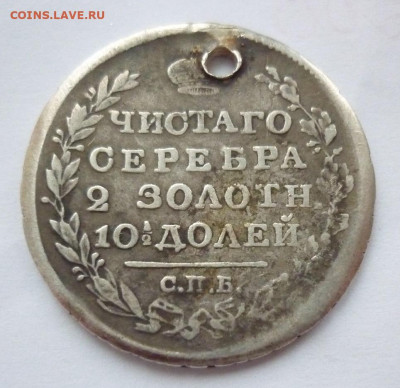 COINS.LAVE.RU
ЧИСТАГО
СЕРЕБРА
2 ЗОЛОТН
10½ ДОЛЕЙ
С.П.Б.